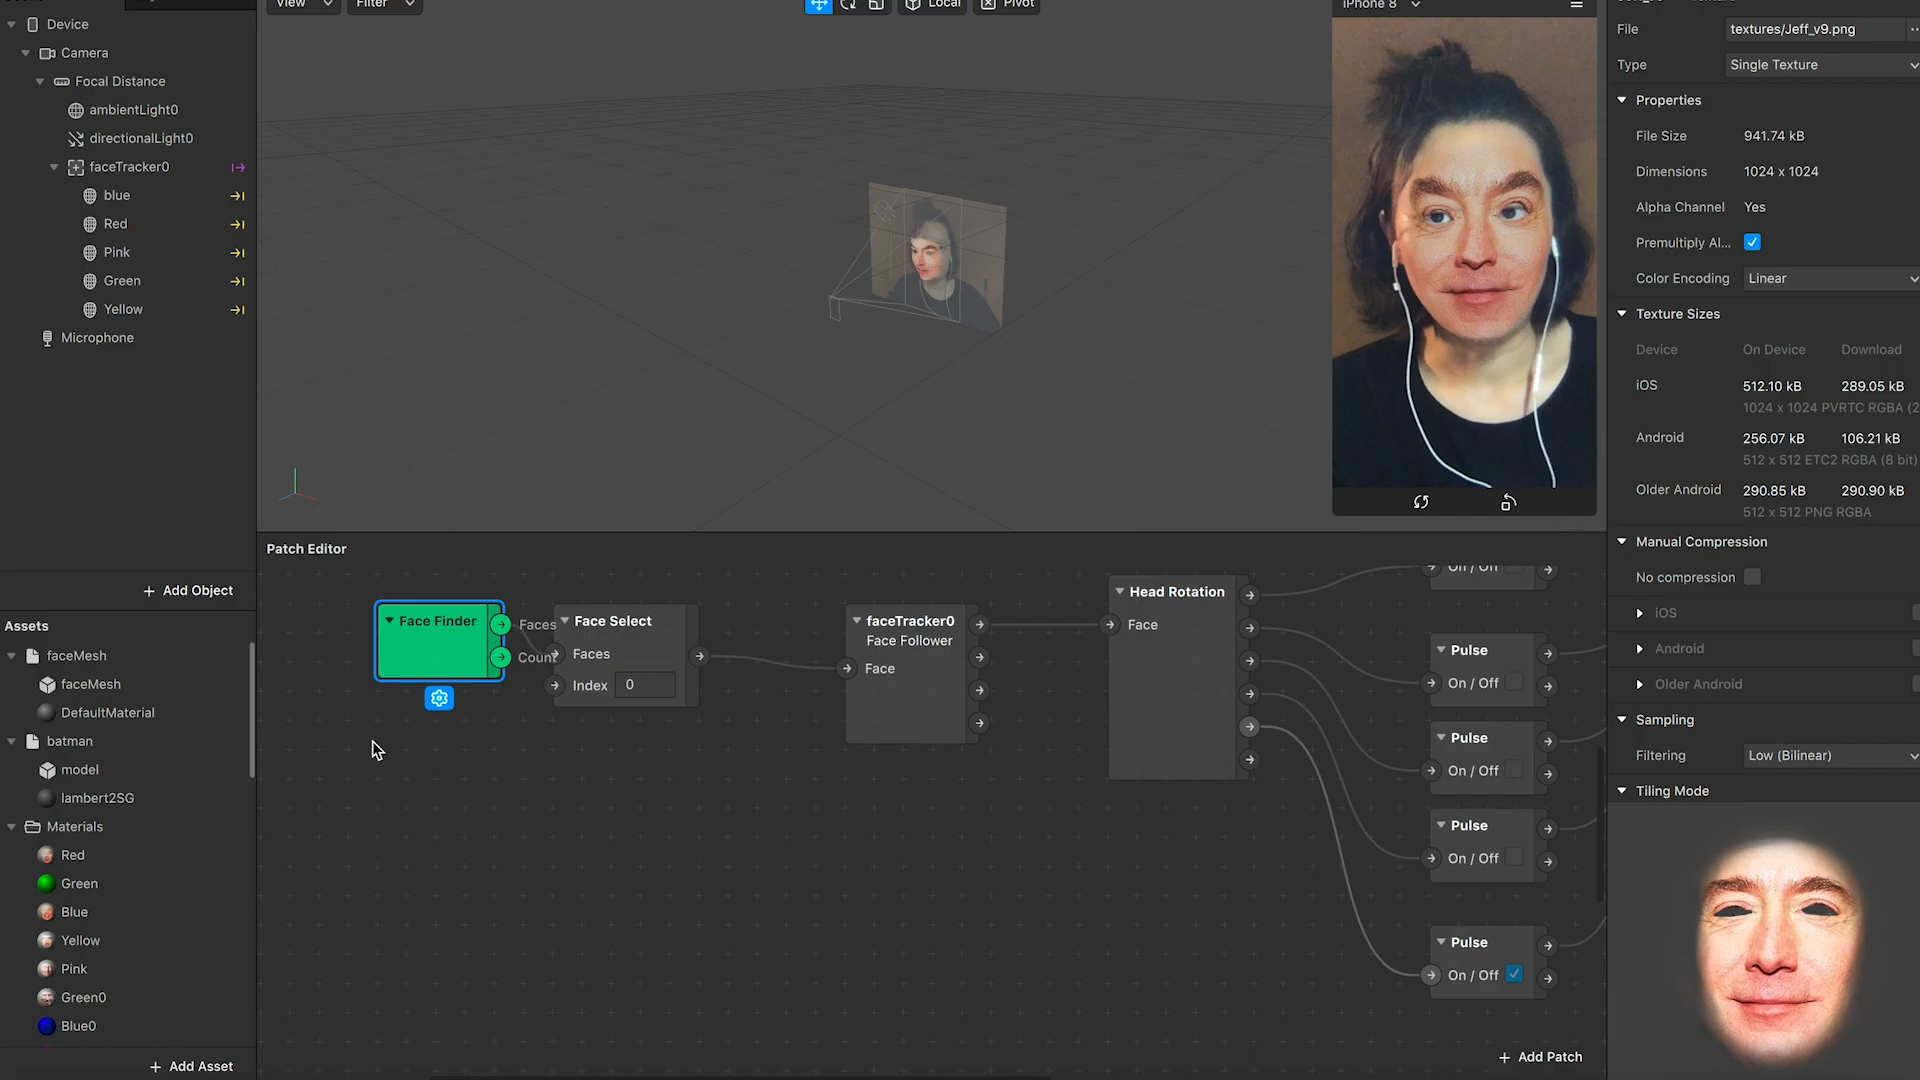 View
Filter
Local
Pivot
iPhone 8
Device
Camera
Focal Distance
ambientLight0
directionalLight0
faceTracker0
blue
Red
Pink
Green
Yellow
Microphone
+ Add Object
Assets
faceMesh
faceMesh
DefaultMaterial
batman
model
lambert2SG
Materials
Red
Green
Blue
Yellow
Pink
Green0
Blue0
+ Add Asset
Patch Editor
Face Finder
Faces
Count
Face Select
Faces
Index 0
faceTracker0
Face Follower
Face
Head Rotation
Face
On / Off
Pulse
On / Off
Pulse
On / Off
Pulse
On / Off
Pulse
On / Off
+ Add Patch
File textures/Jeff_v9.png
Type Single Texture
Properties
File Size 941.74 kB
Dimensions 1024 x 1024
Alpha Channel Yes
Premultiply Al...
Color Encoding Linear
Texture Sizes
Device On Device Download
iOS 512.10 kB 289.05 kB
1024 x 1024 PVRTC RGBA (2
Android 256.07 kB 106.21 kB
512 x 512 ETC2 RGBA (8 bit)
Older Android 290.85 kB 290.90 kB
512 x 512 PNG RGBA
Manual Compression
No compression
iOS
Android
Older Android
Sampling
Filtering Low (Bilinear)
Tiling Mode